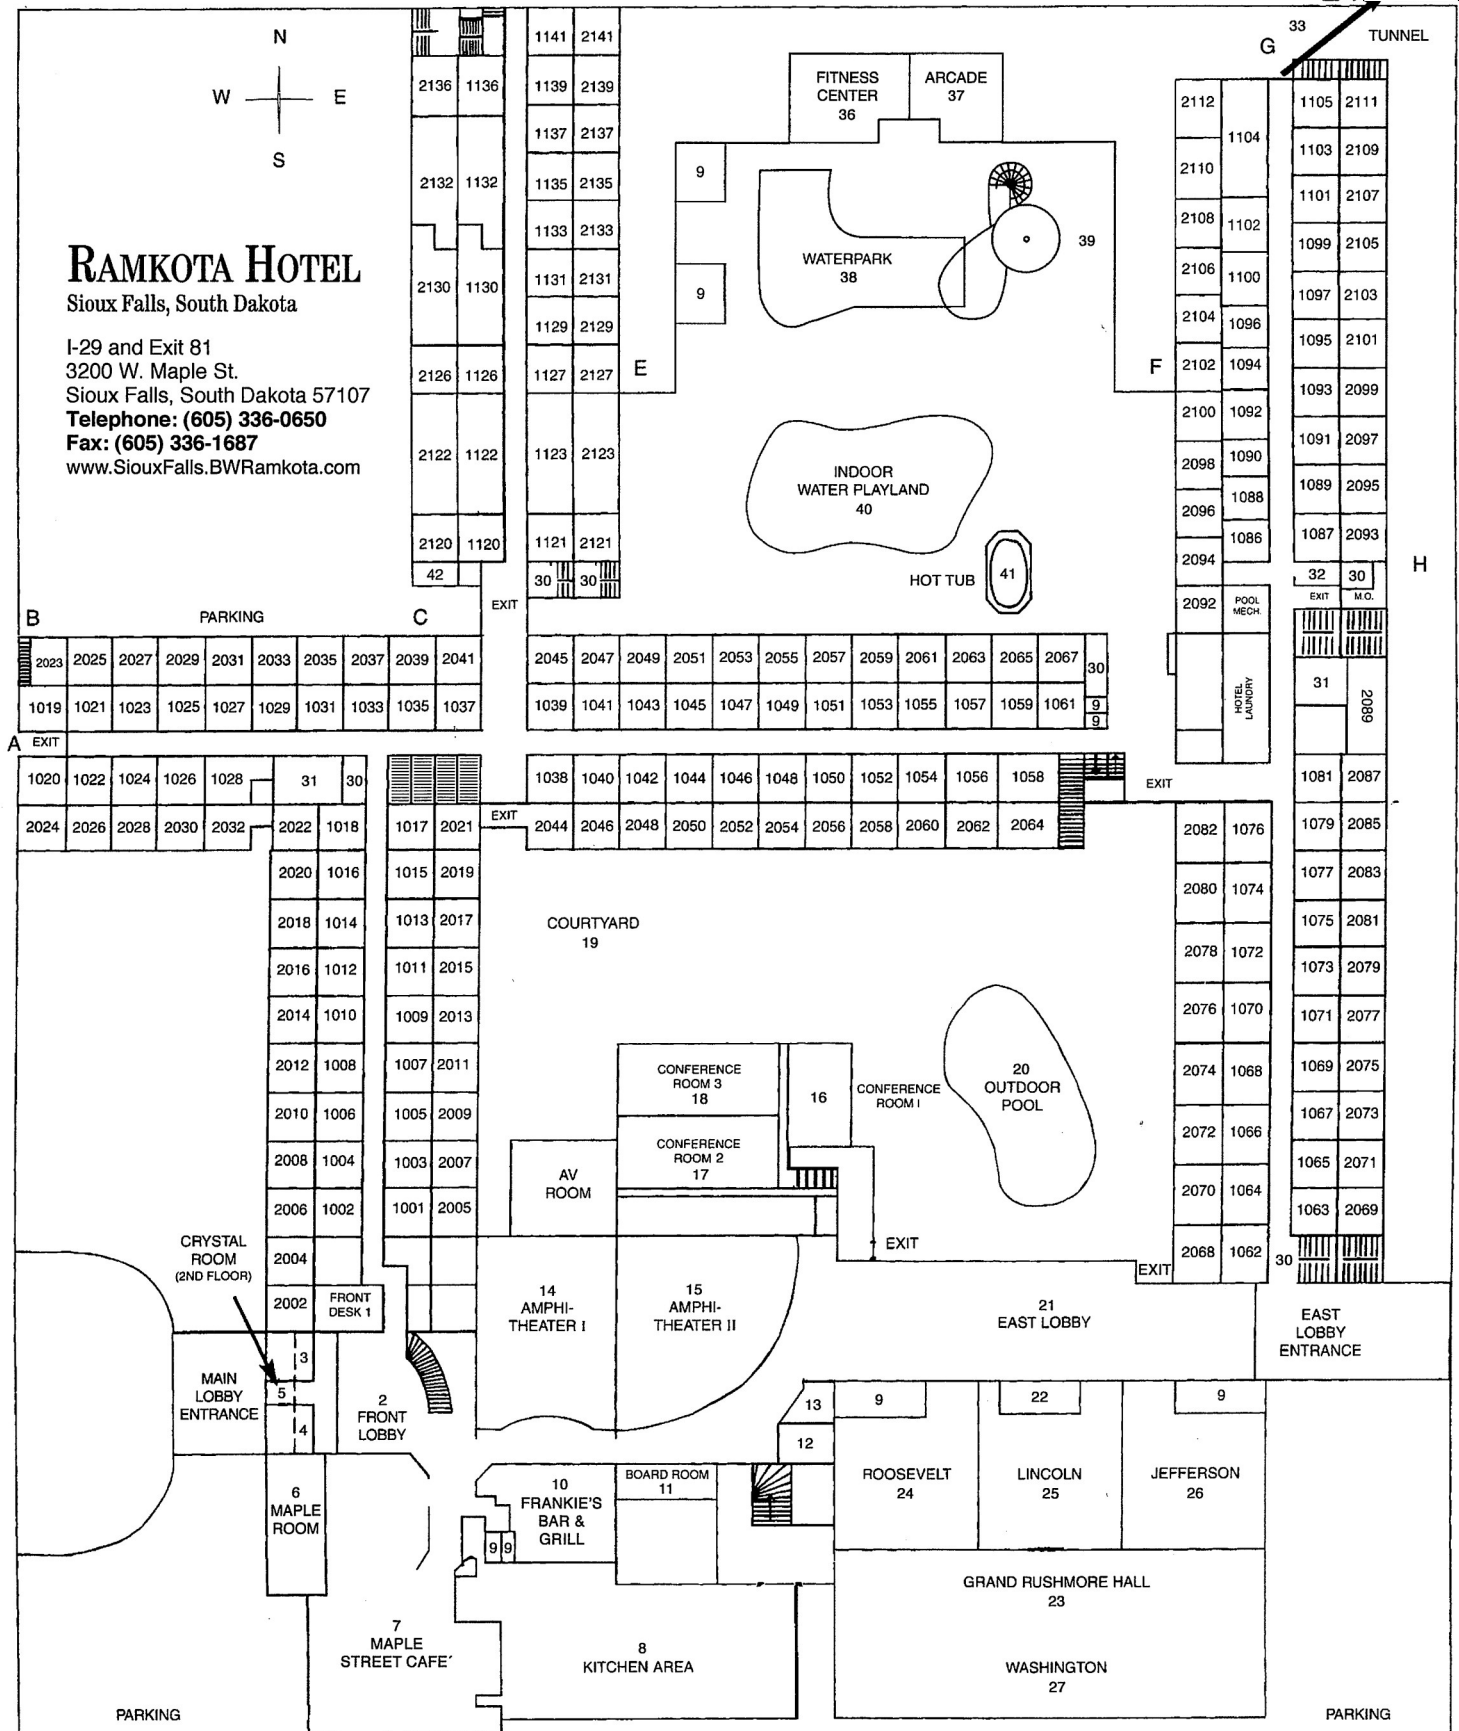 33
G
TUNNEL
N
W E
S
RAMKOTA HOTEL
Sioux Falls, South Dakota
I-29 and Exit 81
3200 W. Maple St.
Sioux Falls, South Dakota 57107
Telephone: (605) 336-0650
Fax: (605) 336-1687
www.SiouxFalls.BWRamkota.com
2136 1136
2132 1132
2130 1130
2126 1126
2122 1122
2120 1120
42
1141 2141
1139 2139
1137 2137
1135 2135
1133 2133
1131 2131
1129 2129
1127 2127
1123 2123
1121 2121
30 30
EXIT
E
FITNESS
CENTER
36
ARCADE
37
9
9
WATERPARK
38
39
INDOOR
WATER PLAYLAND
40
HOT TUB
41
F
2112
2110
2108
2106
2104
2102
2100
2098
2096
2094
2092
1104
1102
1100
1096
1094
1092
1090
1088
1086
POOL
MECH.
HOTEL
LAUNDRY
1105 2111
1103 2109
1101 2107
1099 2105
1097 2103
1095 2101
1093 2099
1091 2097
1089 2095
1087 2093
32 30
EXIT M.O.
31
2089
H
B
PARKING
C
2023 2025 2027 2029 2031 2033 2035 2037 2039 2041
1019 1021 1023 1025 1027 1029 1031 1033 1035 1037
2045 2047 2049 2051 2053 2055 2057 2059 2061 2063 2065 2067
30
1039 1041 1043 1045 1047 1049 1051 1053 1055 1057 1059 1061
9
9
A
EXIT
1020 1022 1024 1026 1028 31 30
2024 2026 2028 2030 2032
1038 1040 1042 1044 1046 1048 1050 1052 1054 1056 1058
EXIT
2044 2046 2048 2050 2052 2054 2056 2058 2060 2062 2064
EXIT
2022 1018
2020 1016
2018 1014
2016 1012
2014 1010
2012 1008
2010 1006
2008 1004
2006 1002
2004
2002
FRONT
DESK 1
1017 2021
1015 2019
1013 2017
1011 2015
1009 2013
1007 2011
1005 2009
1003 2007
1001 2005
COURTYARD
19
CONFERENCE
ROOM 3
18
CONFERENCE
ROOM 2
17
16
CONFERENCE
ROOM I
AV
ROOM
20
OUTDOOR
POOL
2082 1076
2080 1074
2078 1072
2076 1070
2074 1068
2072 1066
2070 1064
2068 1062
1081 2087
1079 2085
1077 2083
1075 2081
1073 2079
1071 2077
1069 2075
1067 2073
1065 2071
1063 2069
30
EXIT
EXIT
CRYSTAL
ROOM
(2ND FLOOR)
MAIN
LOBBY
ENTRANCE
3
5
4
2
FRONT
LOBBY
14
AMPHI-
THEATER I
15
AMPHI-
THEATER II
21
EAST LOBBY
EAST
LOBBY
ENTRANCE
13
12
9
22
9
6
MAPLE
ROOM
10
FRANKIE'S
BAR &
GRILL
9 9
BOARD ROOM
11
ROOSEVELT
24
LINCOLN
25
JEFFERSON
26
7
MAPLE
STREET CAFE´
8
KITCHEN AREA
GRAND RUSHMORE HALL
23
WASHINGTON
27
PARKING
PARKING